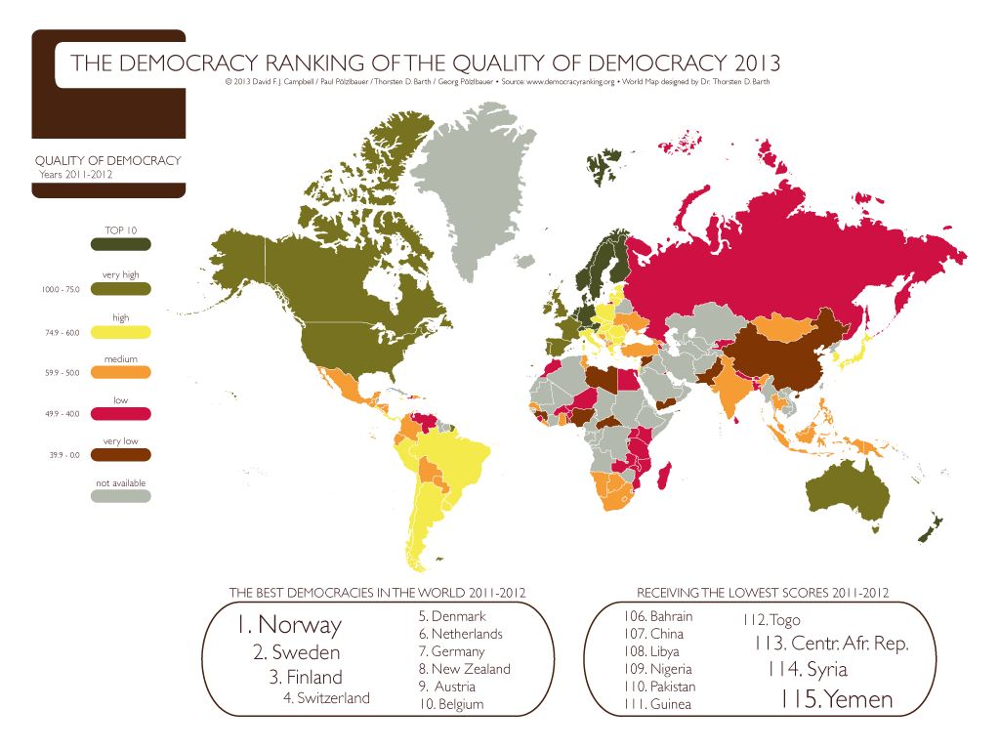 THE DEMOCRACY RANKING OF THE QUALITY OF DEMOCRACY 2013
© 2013 David F. J. Campbell / Paul Pölzlbauer / Thorsten D. Barth / Georg Pölzlbauer • Source: www.democracyranking.org • World Map designed by Dr. Thorsten D. Barth
QUALITY OF DEMOCRACY
Years 2011-2012
TOP 10
very high
100.0 - 75.0
high
74.9 - 60.0
medium
59.9 - 50.0
low
49.9 - 40.0
very low
39.9 - 0.0
not available
THE BEST DEMOCRACIES IN THE WORLD 2011-2012
1. Norway
2. Sweden
3. Finland
4. Switzerland
5. Denmark
6. Netherlands
7. Germany
8. New Zealand
9. Austria
10. Belgium
RECEIVING THE LOWEST SCORES 2011-2012
106. Bahrain
107. China
108. Libya
109. Nigeria
110. Pakistan
111. Guinea
112. Togo
113. Centr. Afr. Rep.
114. Syria
115. Yemen